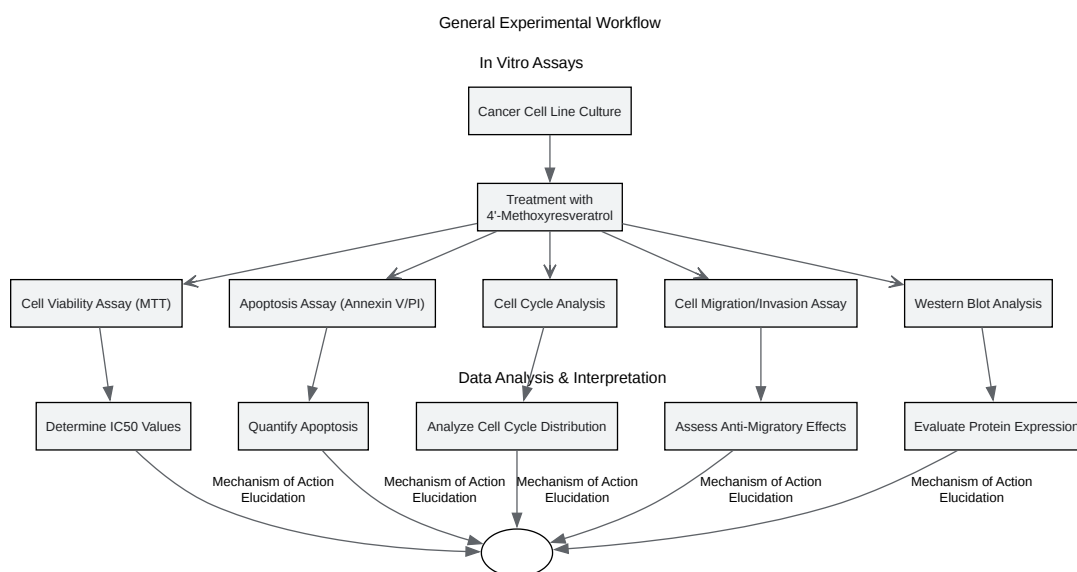 General Experimental Workflow
In Vitro Assays
Cancer Cell Line Culture
Treatment with
4'-Methoxyresveratrol
Cell Viability Assay (MTT)
Apoptosis Assay (Annexin V/PI)
Cell Cycle Analysis
Cell Migration/Invasion Assay
Western Blot Analysis
Data Analysis & Interpretation
Determine IC50 Values
Quantify Apoptosis
Analyze Cell Cycle Distribution
Assess Anti-Migratory Effects
Evaluate Protein Expression
Mechanism of Action
Elucidation
Mechanism of Action
Elucidation
Mechanism of Action
Elucidation
Mechanism of Action
Elucidation
Mechanism of Action
Elucidation